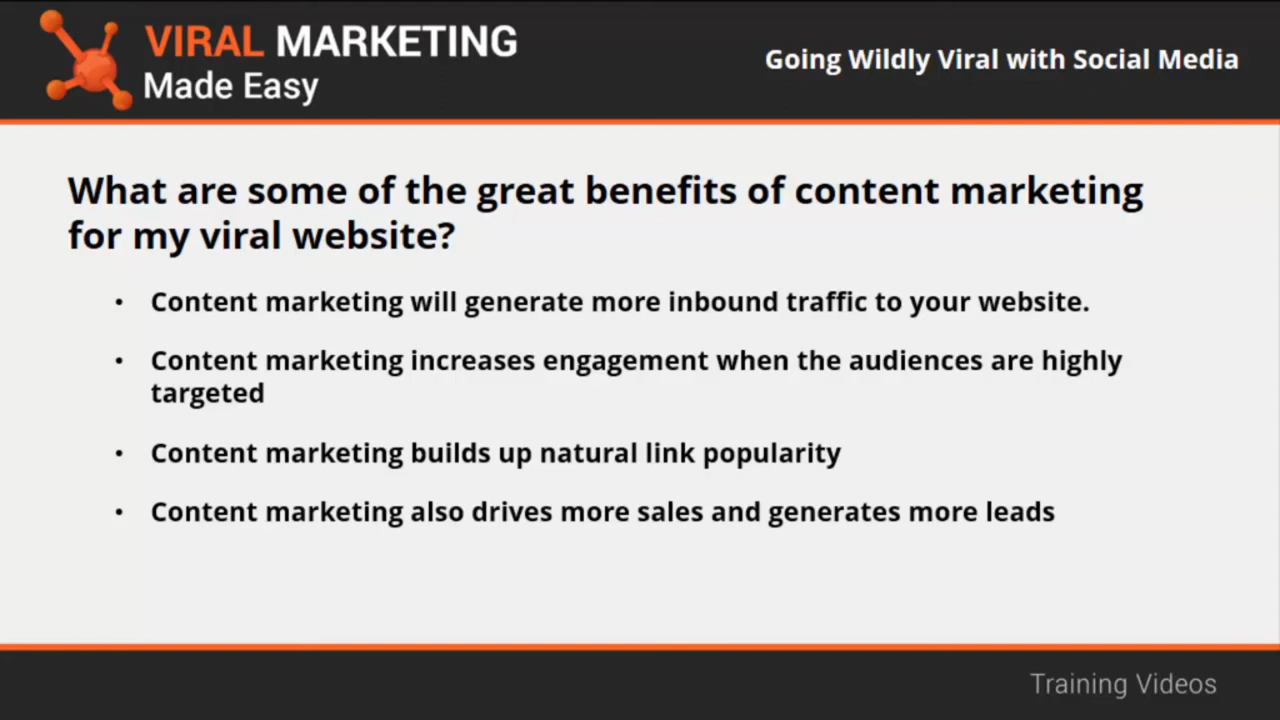 VIRAL MARKETING
Made Easy
Going Wildly Viral with Social Media
What are some of the great benefits of content marketing
for my viral website?
• Content marketing will generate more inbound traffic to your website.
• Content marketing increases engagement when the audiences are highly
targeted
• Content marketing builds up natural link popularity
• Content marketing also drives more sales and generates more leads
Training Videos